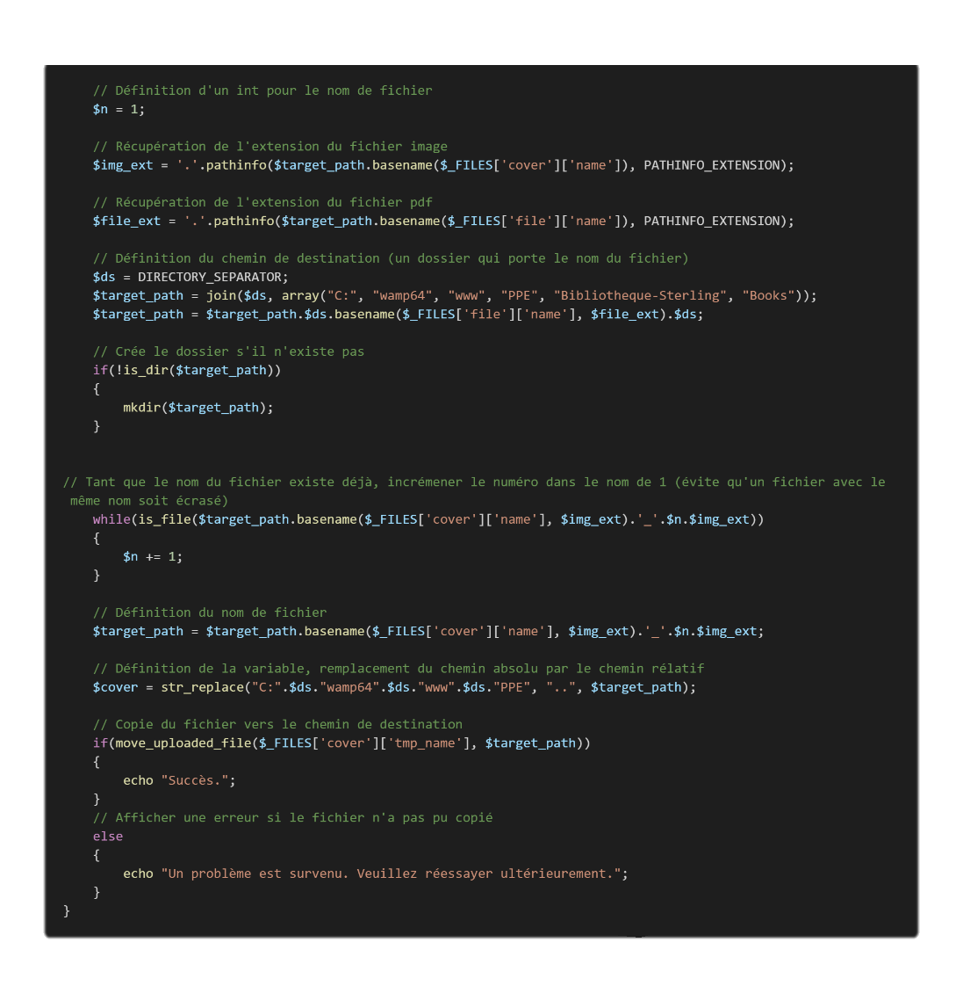 // Définition d'un int pour le nom de fichier
$n = 1;
// Récupération de l'extension du fichier image
$img_ext = '.'.pathinfo($target_path.basename($_FILES['cover']['name']), PATHINFO_EXTENSION);
// Récupération de l'extension du fichier pdf
$file_ext = '.'.pathinfo($target_path.basename($_FILES['file']['name']), PATHINFO_EXTENSION);
// Définition du chemin de destination (un dossier qui porte le nom du fichier)
$ds = DIRECTORY_SEPARATOR;
$target_path = join($ds, array("C:", "wamp64", "www", "PPE", "Bibliotheque-Sterling", "Books"));
$target_path = $target_path.$ds.basename($_FILES['file']['name'], $file_ext).$ds;
// Crée le dossier s'il n'existe pas
if(!is_dir($target_path))
{
mkdir($target_path);
}
// Tant que le nom du fichier existe déjà, incrémener le numéro dans le nom de 1 (évite qu'un fichier avec le
même nom soit écrasé)
while(is_file($target_path.basename($_FILES['cover']['name'], $img_ext).'_'.$n.$img_ext))
{
$n += 1;
}
// Définition du nom de fichier
$target_path = $target_path.basename($_FILES['cover']['name'], $img_ext).'_'.$n.$img_ext;
// Définition de la variable, remplacement du chemin absolu par le chemin rélatif
$cover = str_replace("C:".$ds."wamp64".$ds."www".$ds."PPE", "..", $target_path);
// Copie du fichier vers le chemin de destination
if(move_uploaded_file($_FILES['cover']['tmp_name'], $target_path))
{
echo "Succès.";
}
// Afficher une erreur si le fichier n'a pas pu copié
else
{
echo "Un problème est survenu. Veuillez réessayer ultérieurement.";
}
}